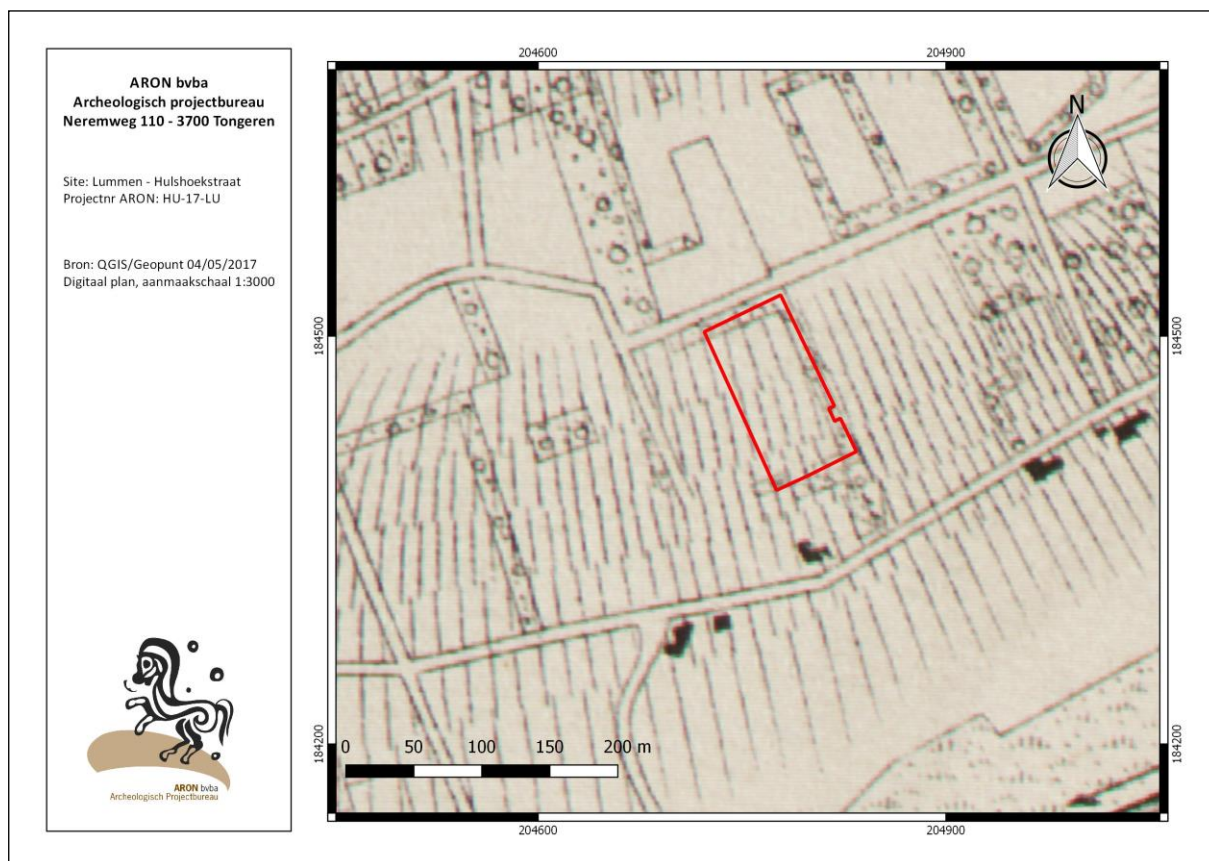 ARON bvba
Archeologisch projectbureau
Neremweg 110 - 3700 Tongeren
Site: Lummen - Hulshoekstraat
Projectnr ARON: HU-17-LU
Bron: QGIS/Geopunt 04/05/2017
Digitaal plan, aanmaakschaal 1:3000
ARON bvba
Archeologisch Projectbureau
204600
204900
184500
184500
N
184200
184200
0 50 100 150 200 m
204600
204900